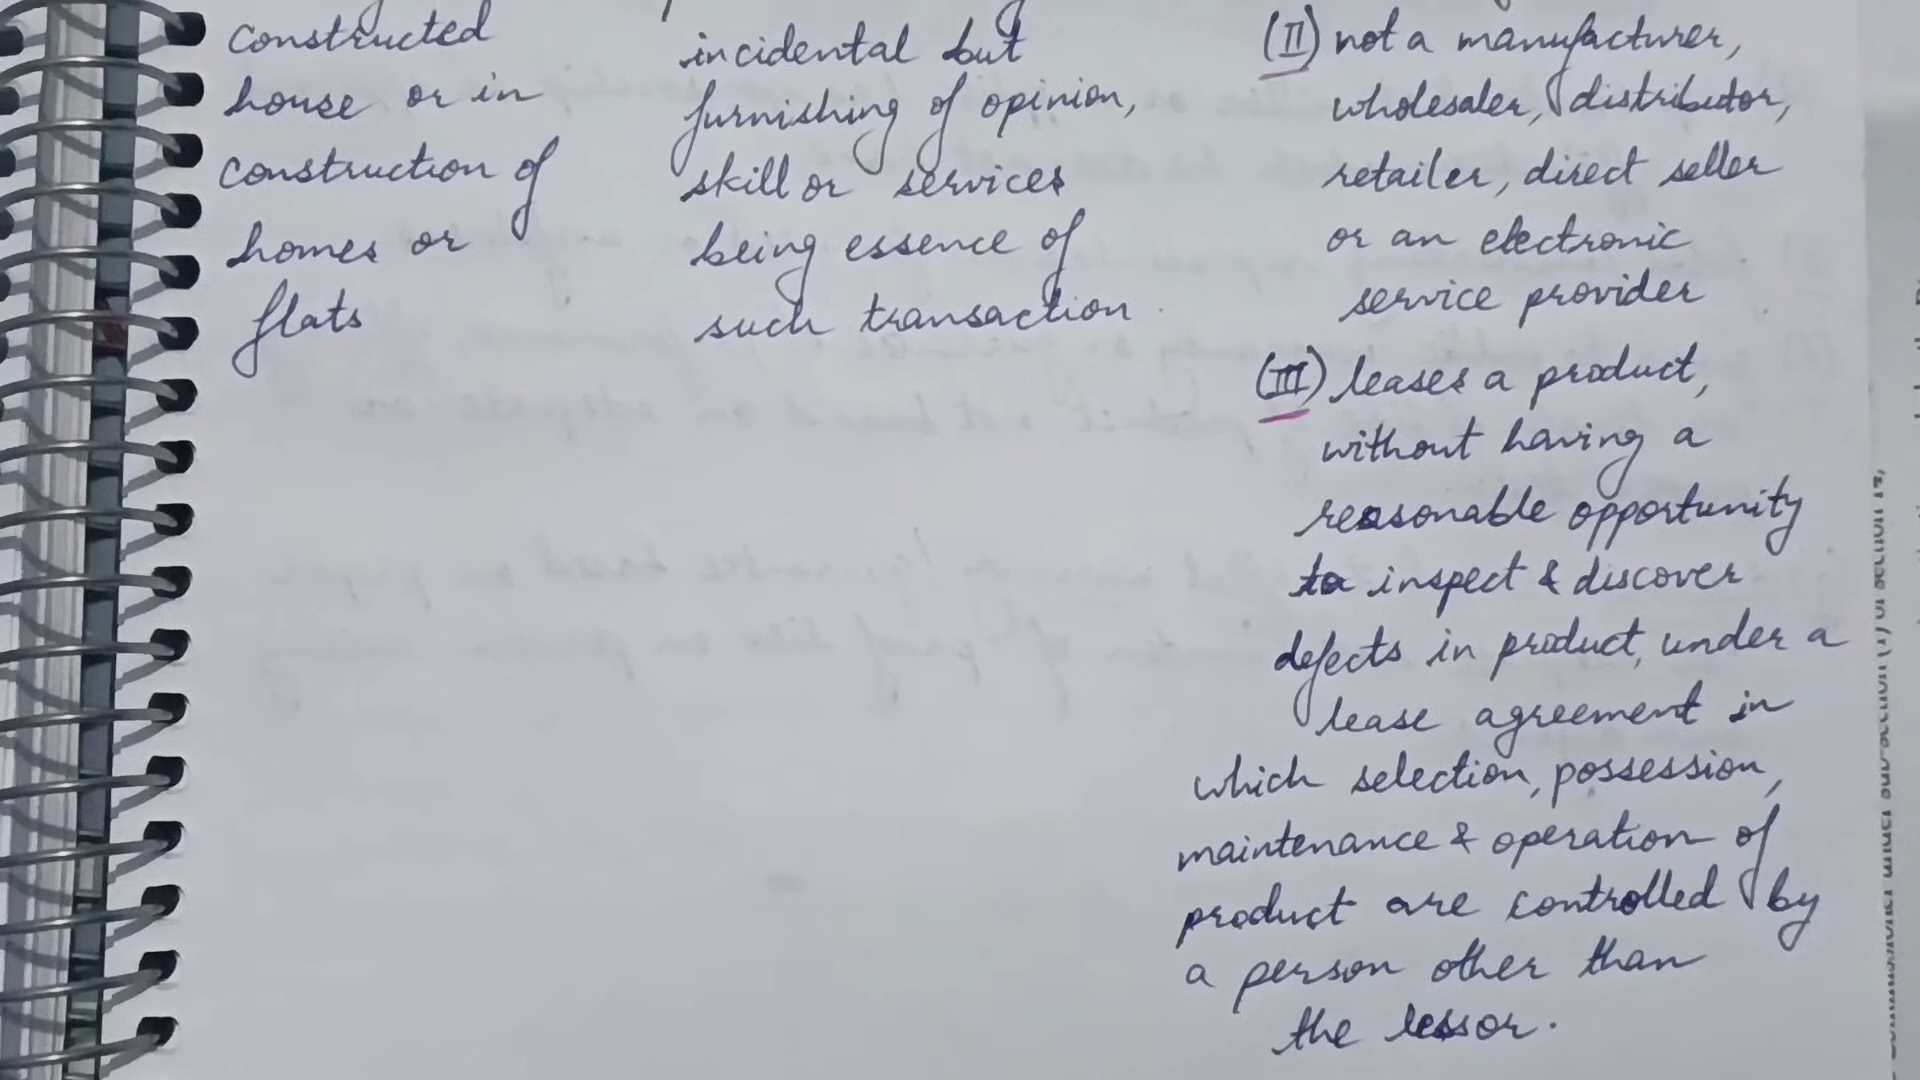 constructed
house or in
construction of
homes or
flats
incidental but
furnishing of opinion,
skill or services
being essence of
such transaction
(II) not a manufacturer,
wholesaler, distributor,
retailer, direct seller
or an electronic
service provider
(III) leases a product,
without having a
reasonable opportunity
to inspect & discover
defects in product, under a
lease agreement in
which selection, possession,
maintenance & operation of
product are controlled by
a person other than
the lessor.